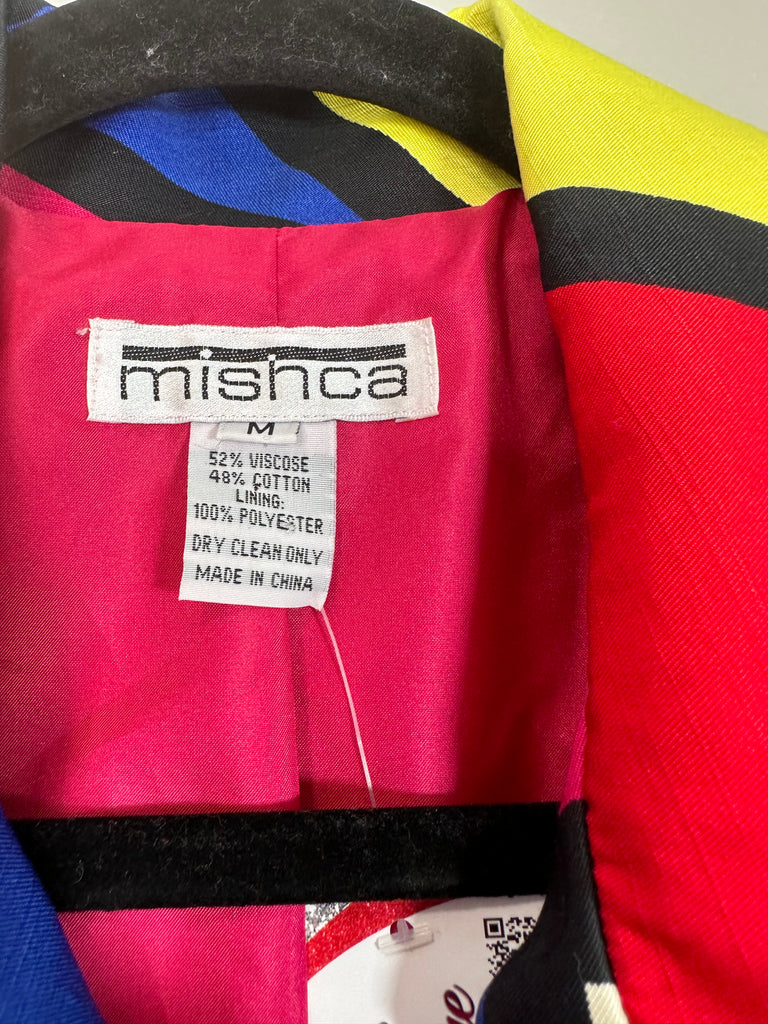 mishca
M
52% VISCOSE
48% COTTON
LINING:
100% POLYESTER
DRY CLEAN ONLY
MADE IN CHINA